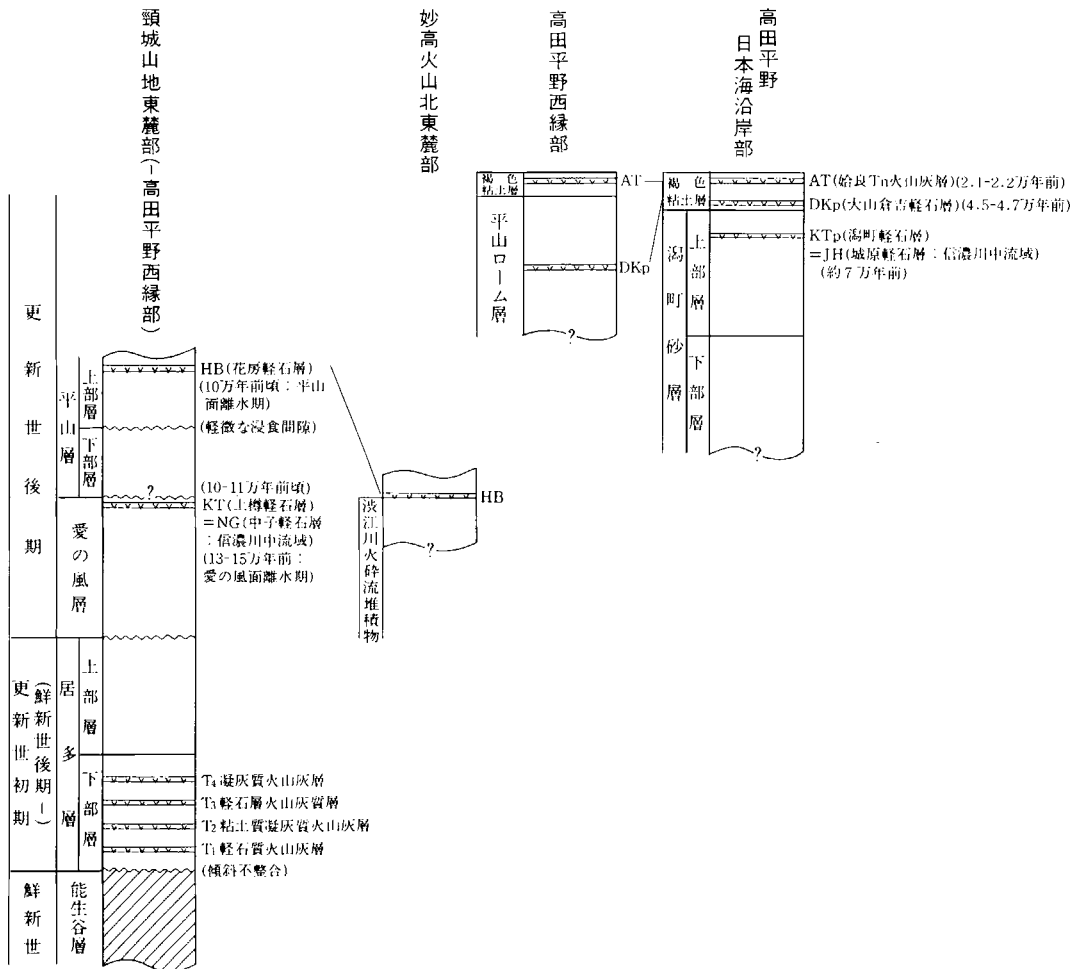 頸城山地東麓部(－高田平野西縁部)
妙高火山北東麓部
高田平野西縁部
高田平野
日本海沿岸部
更新世後期
平山層
上部層
下部層
愛の風層
HB(花房軽石層)
(10万年前頃：平山
面離水期)
(軽微な浸食間隙)
?
(10-11万年前頃)
KT(上樽軽石層)
=NG(中子軽石層
：信濃川中流域)
(13-15万年前：
愛の風面離水期)
更新世初期
(鮮新世後期－)
居多層
上部層
下部層
T₄凝灰質火山灰層
T₃軽石層火山灰質層
T₂粘土質凝灰質火山灰層
T₁軽石質火山灰層
(傾斜不整合)
鮮新世
能生谷層
渋江川火砕流堆積物
HB
?
褐色
粘土層
平山ローム層
AT
DKp
?
褐色
粘土層
潟町砂層
上部層
下部層
AT(姶良Tn火山灰層)(2.1-2.2万年前)
DKp(大山倉吉軽石層)(4.5-4.7万年前)
KTp(潟町軽石層)
=JH(城原軽石層：信濃川中流域)
(約7万年前)
?